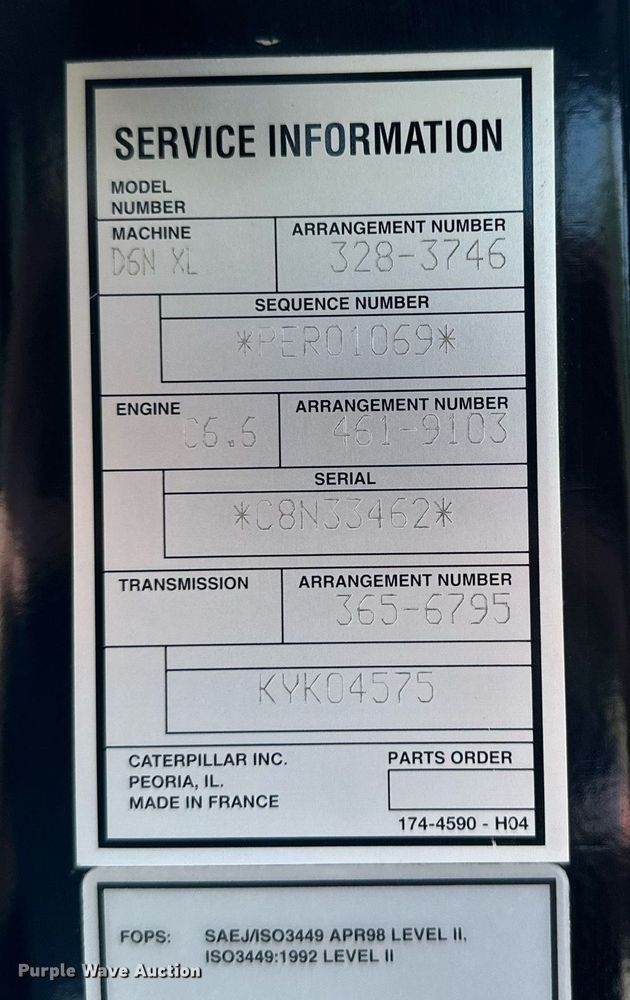 SERVICE INFORMATION
MODEL
NUMBER
MACHINE
D6N XL
ARRANGEMENT NUMBER
328-3746
SEQUENCE NUMBER
*PER01069*
ENGINE
C6.6
ARRANGEMENT NUMBER
461-9103
SERIAL
*C8N33462*
TRANSMISSION
ARRANGEMENT NUMBER
365-6795
KYK04575
CATERPILLAR INC.
PEORIA, IL.
MADE IN FRANCE
PARTS ORDER
174-4590 - H04
FOPS: SAEJ/ISO3449 APR98 LEVEL II,
ISO3449:1992 LEVEL II
Purple Wave Auction